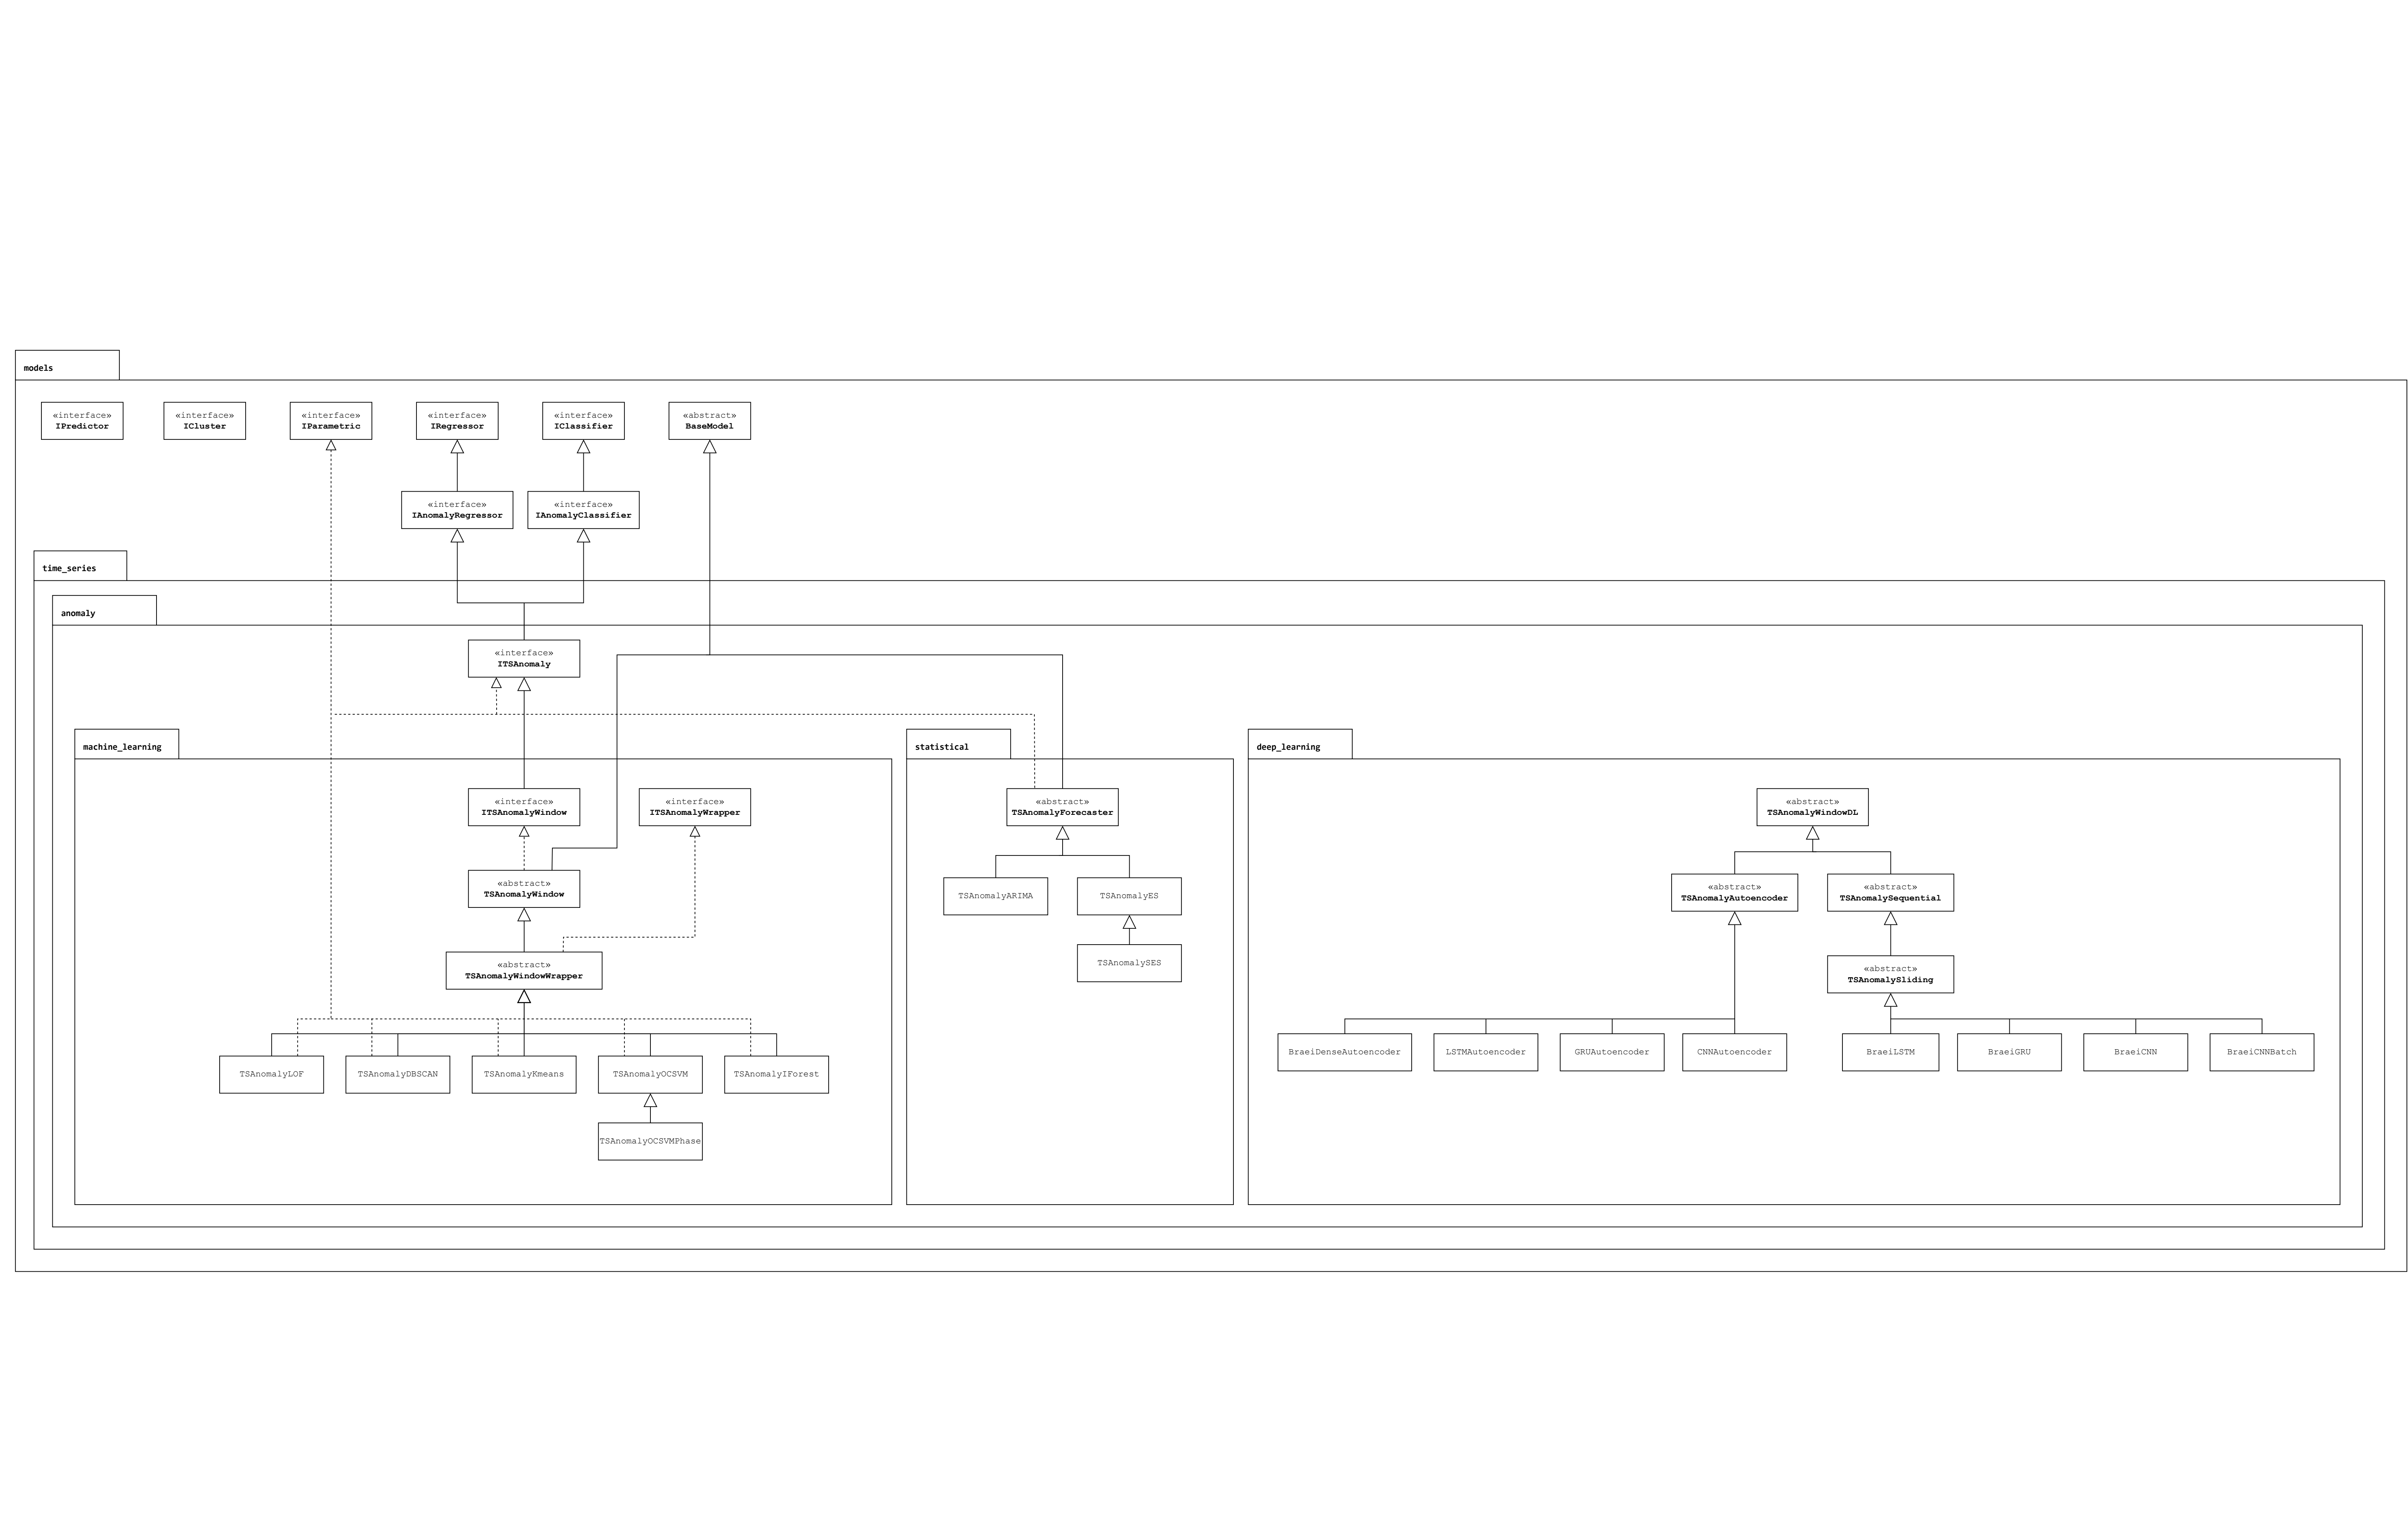 models
«interface»
IPredictor
«interface»
ICluster
«interface»
IParametric
«interface»
IRegressor
«interface»
IClassifier
«abstract»
BaseModel
«interface»
IAnomalyRegressor
«interface»
IAnomalyClassifier
time_series
anomaly
«interface»
ITSAnomaly
machine_learning
«interface»
ITSAnomalyWindow
«interface»
ITSAnomalyWrapper
«abstract»
TSAnomalyWindow
«abstract»
TSAnomalyWindowWrapper
TSAnomalyLOF
TSAnomalyDBSCAN
TSAnomalyKmeans
TSAnomalyOCSVM
TSAnomalyIForest
TSAnomalyOCSVMPhase
statistical
«abstract»
TSAnomalyForecaster
TSAnomalyARIMA
TSAnomalyES
TSAnomalySES
deep_learning
«abstract»
TSAnomalyWindowDL
«abstract»
TSAnomalyAutoencoder
«abstract»
TSAnomalySequential
«abstract»
TSAnomalySliding
BraeiDenseAutoencoder
LSTMAutoencoder
GRUAutoencoder
CNNAutoencoder
BraeiLSTM
BraeiGRU
BraeiCNN
BraeiCNNBatch